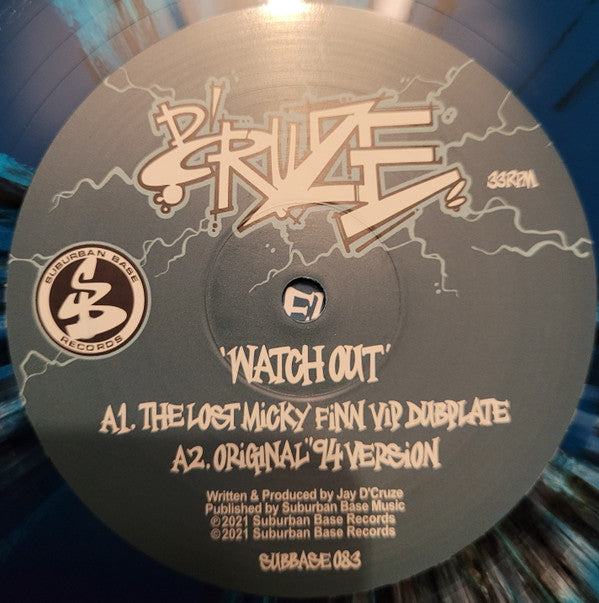 D'CRUZE
33RPM
SUBURBAN BASE
SB
RECORDS
'WATCH OUT'
A1. THE LOST MICKY FINN VIP DUBPLATE
A2. ORIGINAL "94 VERSION
Written & Produced by Jay D'Cruze
Published by Suburban Base Music
℗2021 Suburban Base Records
©2021 Suburban Base Records
SUBBASE 083